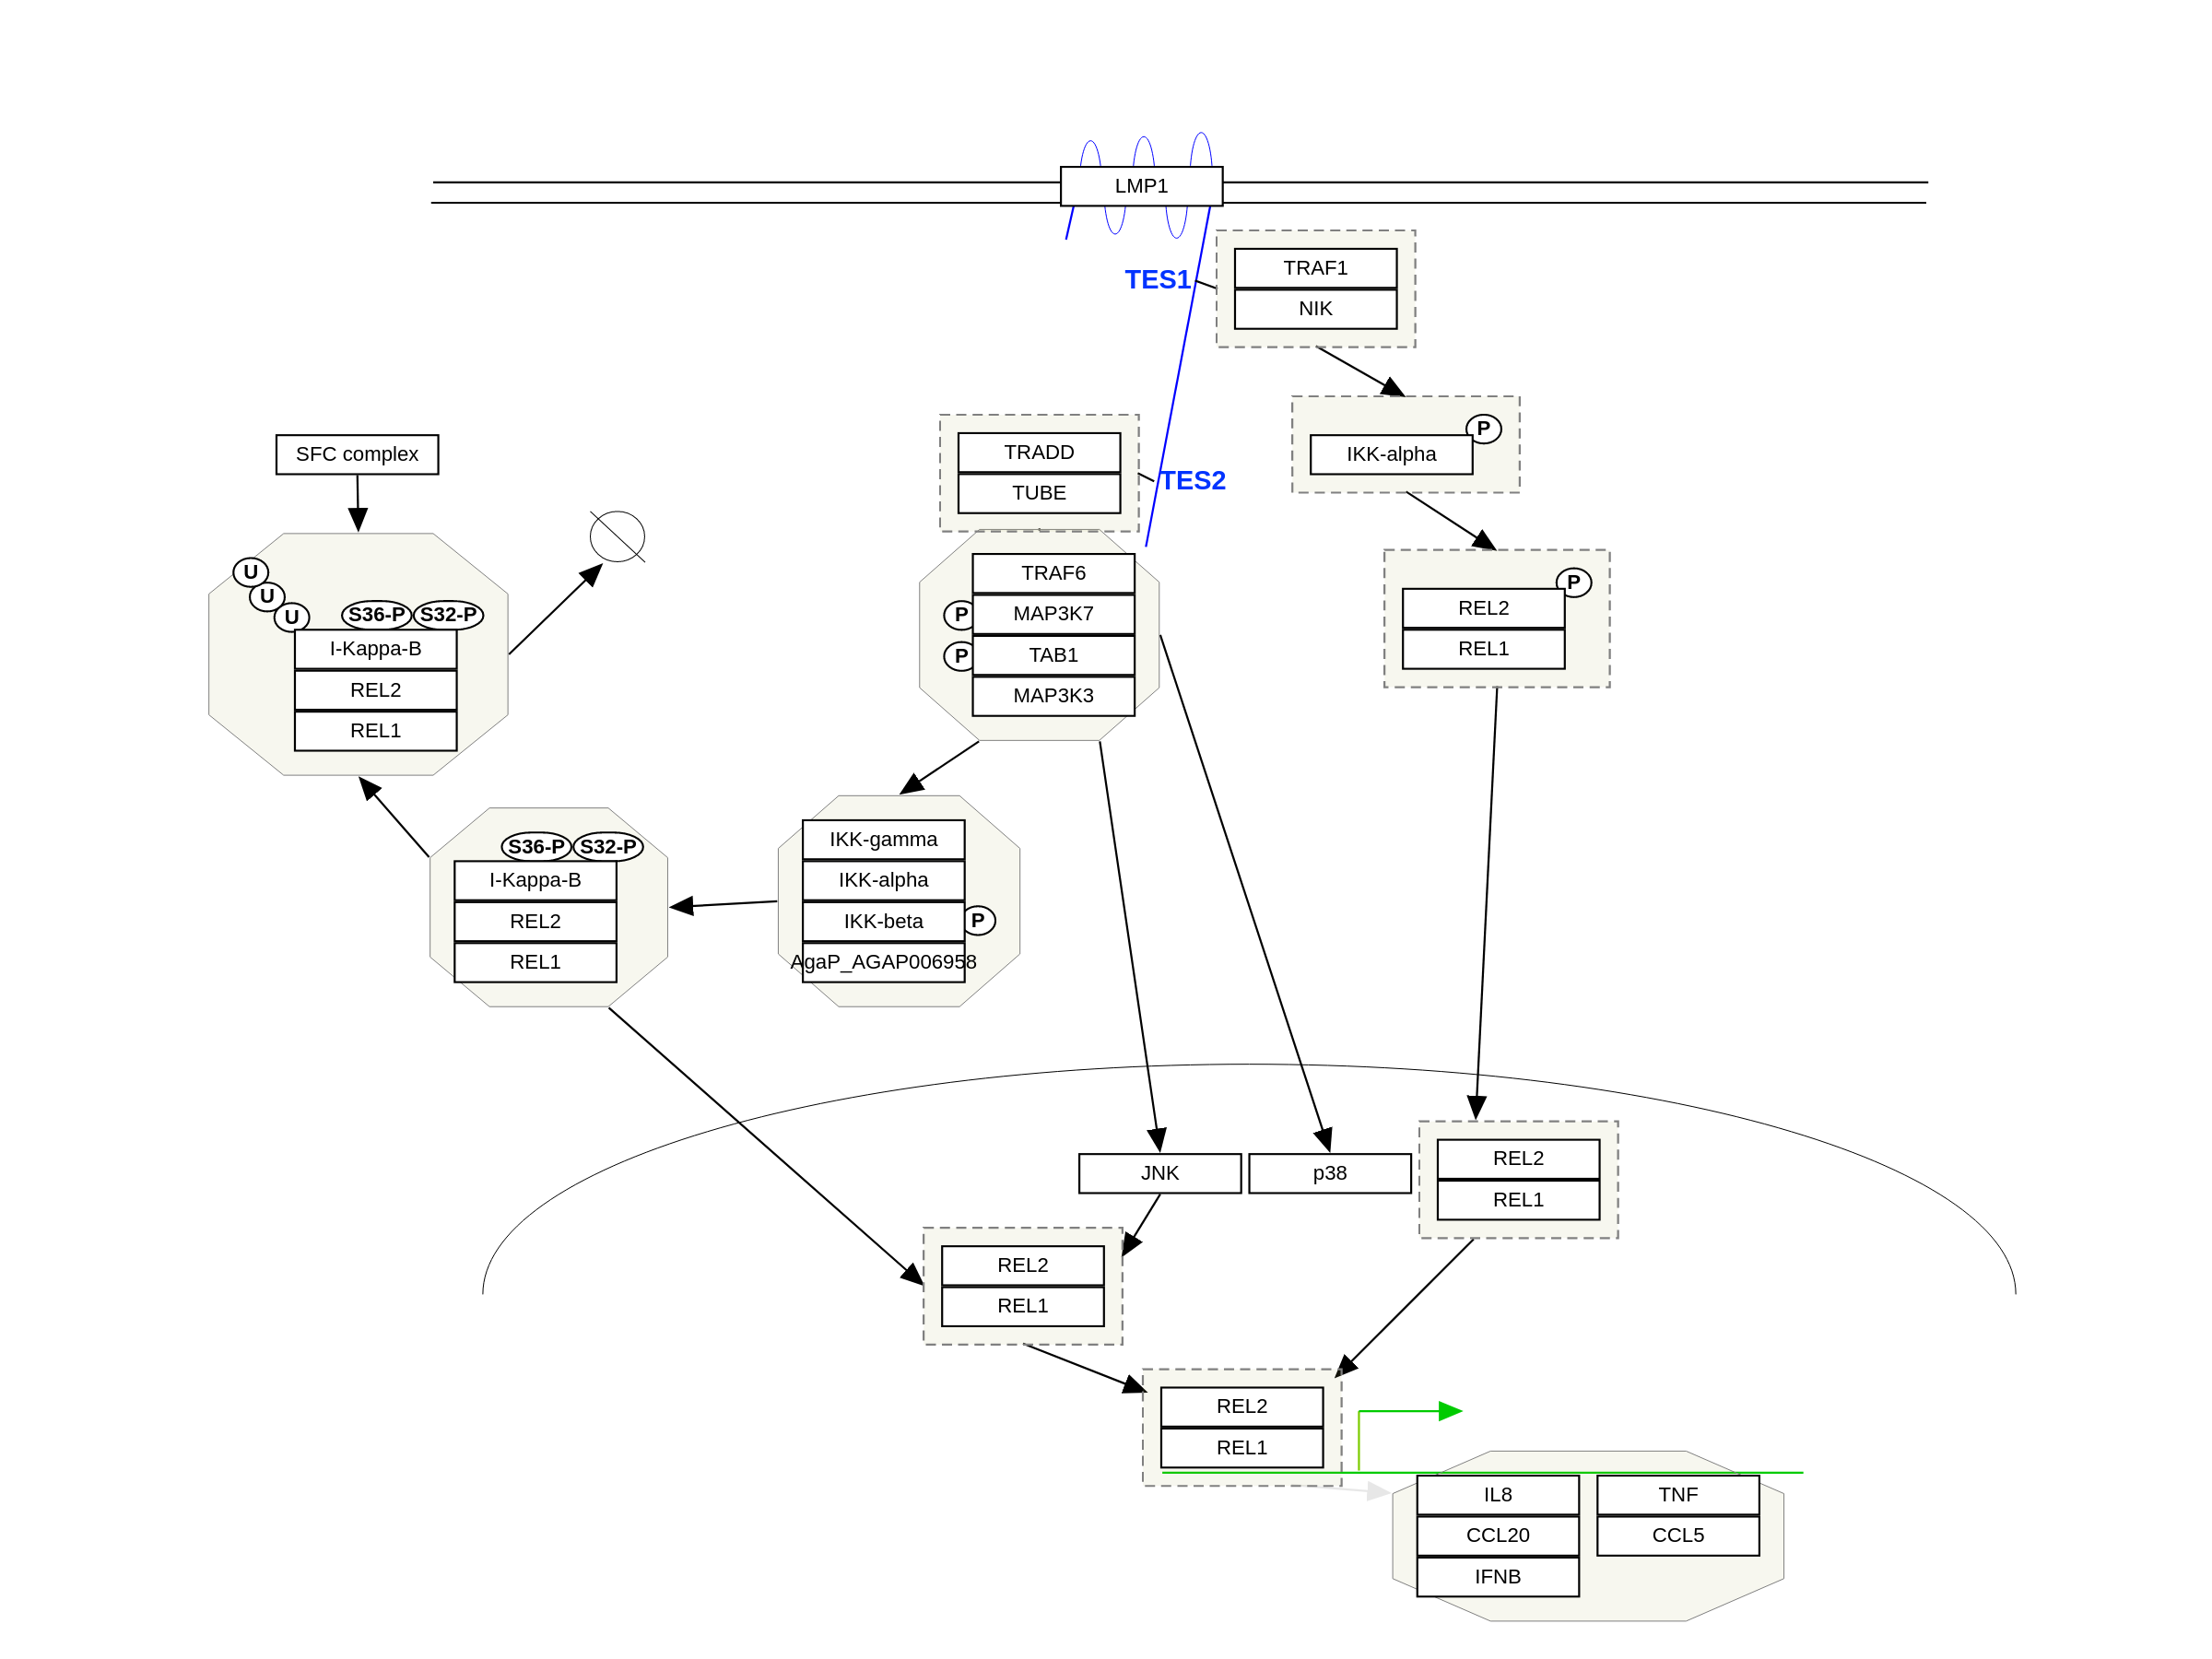 LMP1
TES1
TRAF1
NIK
P
IKK-alpha
TRADD
TUBE
TES2
SFC complex
U
U
U
S36-P
S32-P
I-Kappa-B
REL2
REL1
TRAF6
P
MAP3K7
P
TAB1
MAP3K3
P
REL2
REL1
S36-P
S32-P
I-Kappa-B
REL2
REL1
IKK-gamma
IKK-alpha
IKK-beta
P
AgaP_AGAP006958
JNK
p38
REL2
REL1
REL2
REL1
REL2
REL1
IL8
TNF
CCL20
CCL5
IFNB